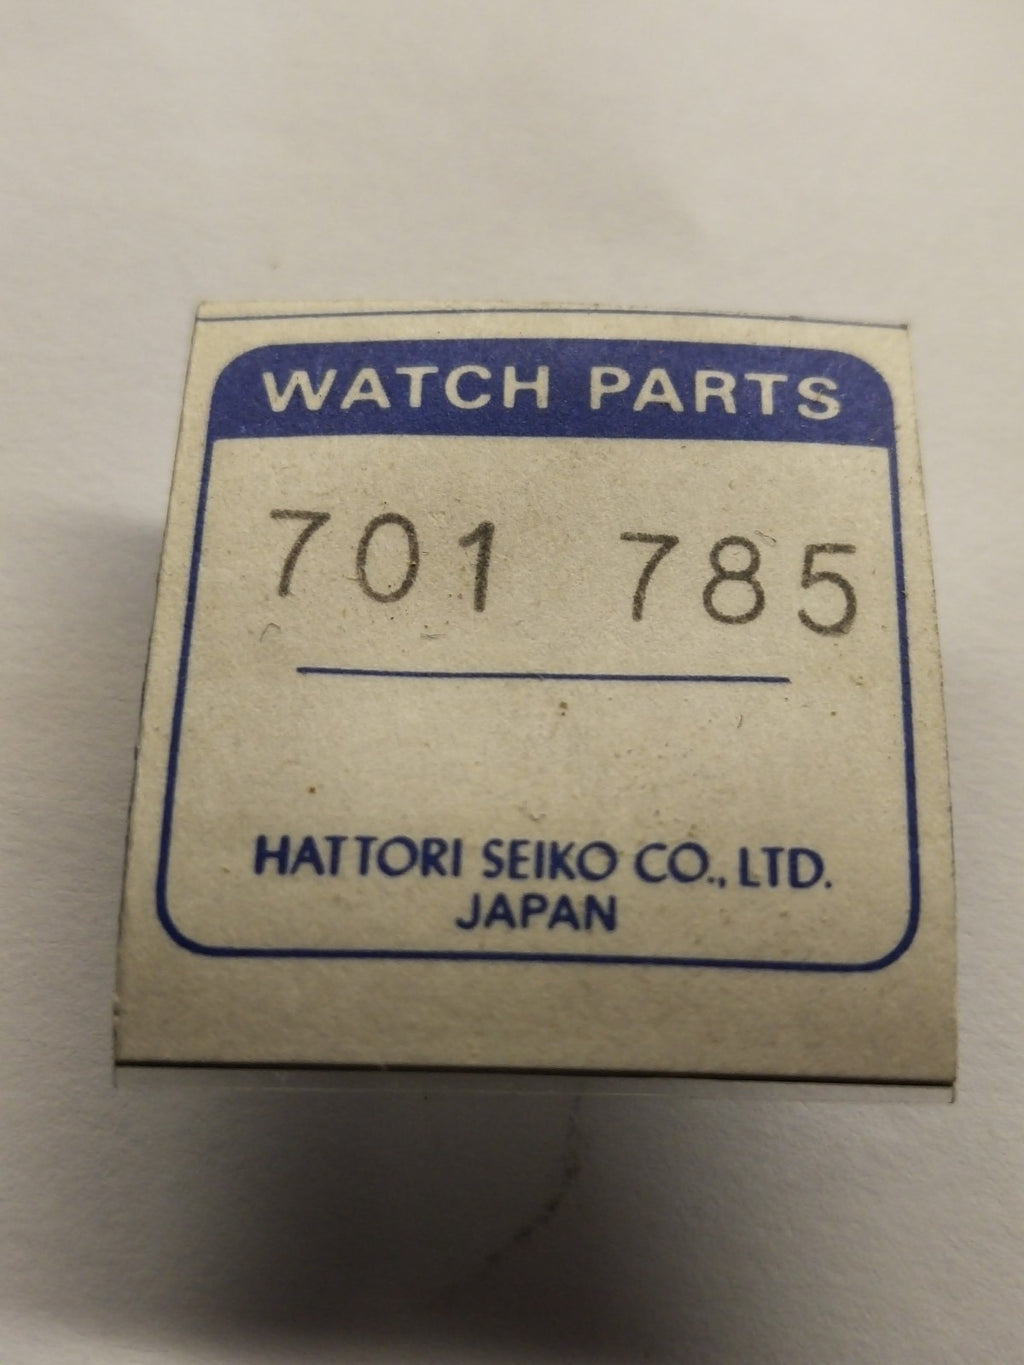 WATCH PARTS
701 785
HATTORI SEIKO CO., LTD.
JAPAN